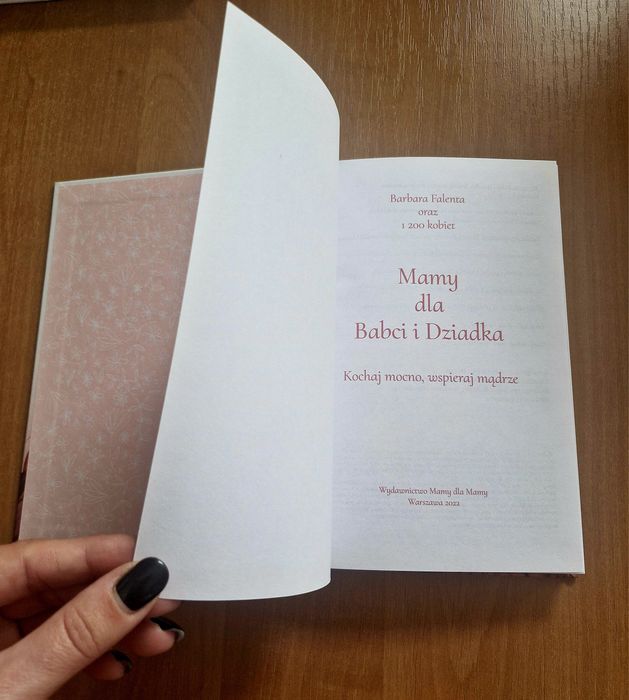 Barbara Falenta
oraz
1 200 kobiet
Mamy
dla
Babci i Dziadka
Kochaj mocno, wspieraj mądrze
Wydawnictwo Mamy dla Mamy
Warszawa 2022